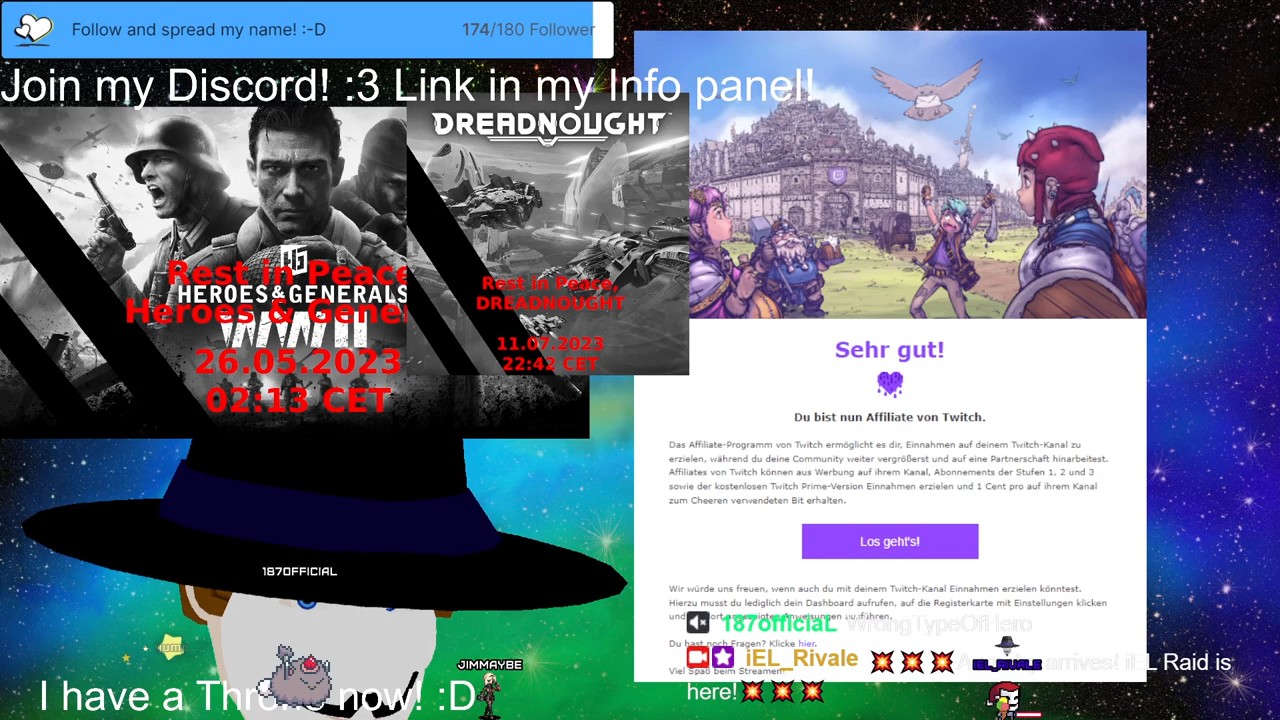 Follow and spread my name! :-D
174/180 Follower
Join my Discord! :3 Link in my Info panel!
DREADNOUGHT
Rest in Peace
HEROES&GENERALS
Heroes & Gene
WWII
26.05.2023
02:13 CET
Rest in Peace,
DREADNOUGHT
11.07.2023
22:42 CET
Sehr gut!
Du bist nun Affiliate von Twitch.
Das Affiliate-Programm von Twitch ermöglicht es dir, Einnahmen auf deinem Twitch-Kanal zu
erzielen, während du deine Community weiter vergrößerst und auf eine Partnerschaft hinarbeitest.
Affiliates von Twitch können aus Werbung auf ihrem Kanal, Abonnements der Stufen 1, 2 und 3
sowie der kostenlosen Twitch Prime-Version Einnahmen erzielen und 1 Cent pro auf ihrem Kanal
zum Cheeren verwendeten Bit erhalten.
Los geht's!
Wir würde uns freuen, wenn auch du mit deinem Twitch-Kanal Einnahmen erzielen könntest.
Hierzu musst du lediglich dein Dashboard aufrufen, auf die Registerkarte mit Einstellungen klicken
Du hast noch Fragen? Klicke hier.
Viel Spaß beim Streamen!
187officiaL WrongTypeOfHero
iEL_Rivale arrives! iEL Raid is
here!
IEL_RIVALE
187OFFICIAL
JIMMAYBE
I have a Thro now! :D